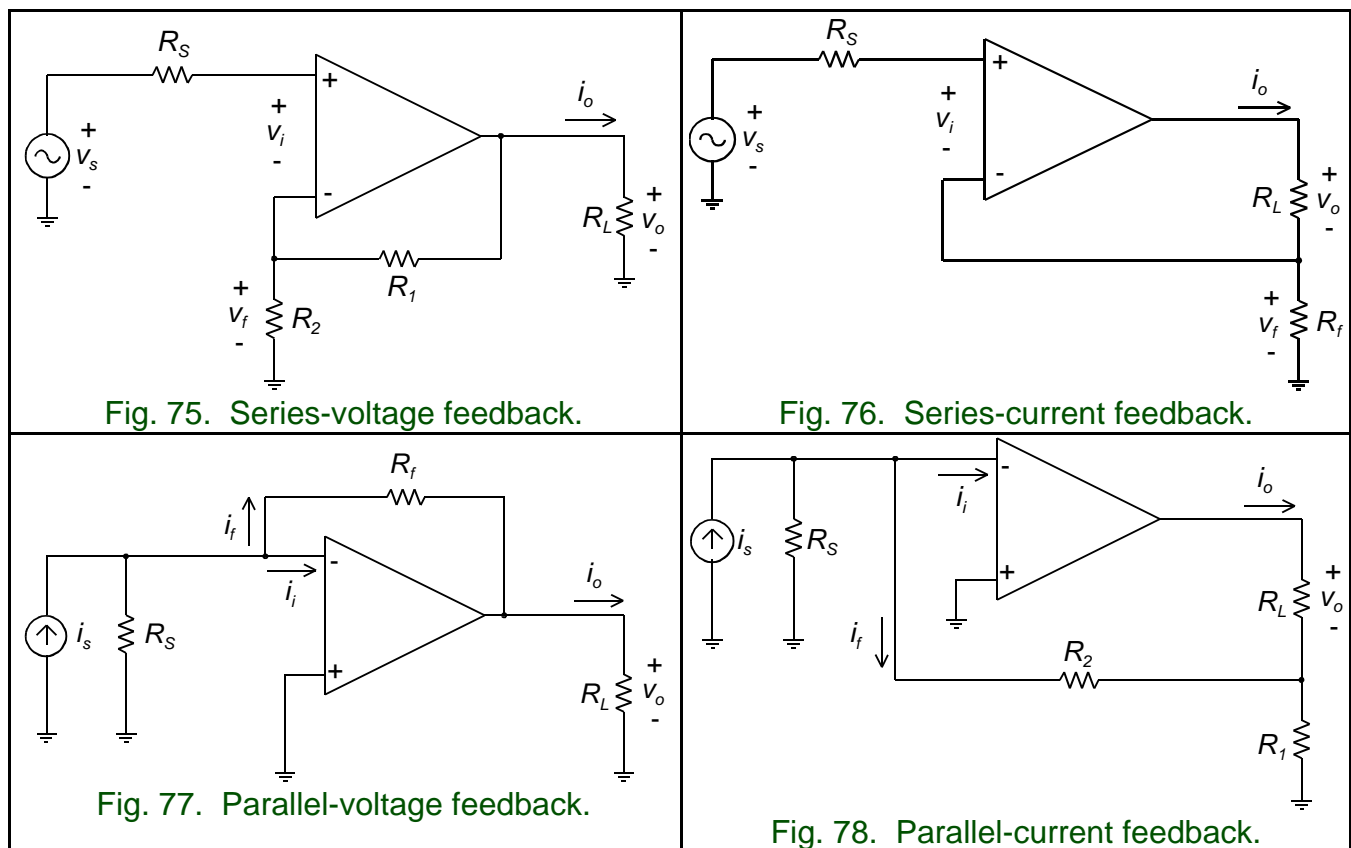 R_S
+
+
v_s
-
+
v_i
-
-
i_o
R_L
+
v_o
-
R_1
+
v_f
-
R_2
Fig. 75. Series-voltage feedback.
R_S
+
+
v_s
-
+
v_i
-
-
i_o
R_L
+
v_o
-
+
v_f
-
R_f
Fig. 76. Series-current feedback.
R_f
i_f
-
i_i
i_s
R_S
+
i_o
R_L
+
v_o
-
Fig. 77. Parallel-voltage feedback.
-
i_i
i_o
i_s
R_S
+
R_L
+
v_o
-
i_f
R_2
R_1
Fig. 78. Parallel-current feedback.